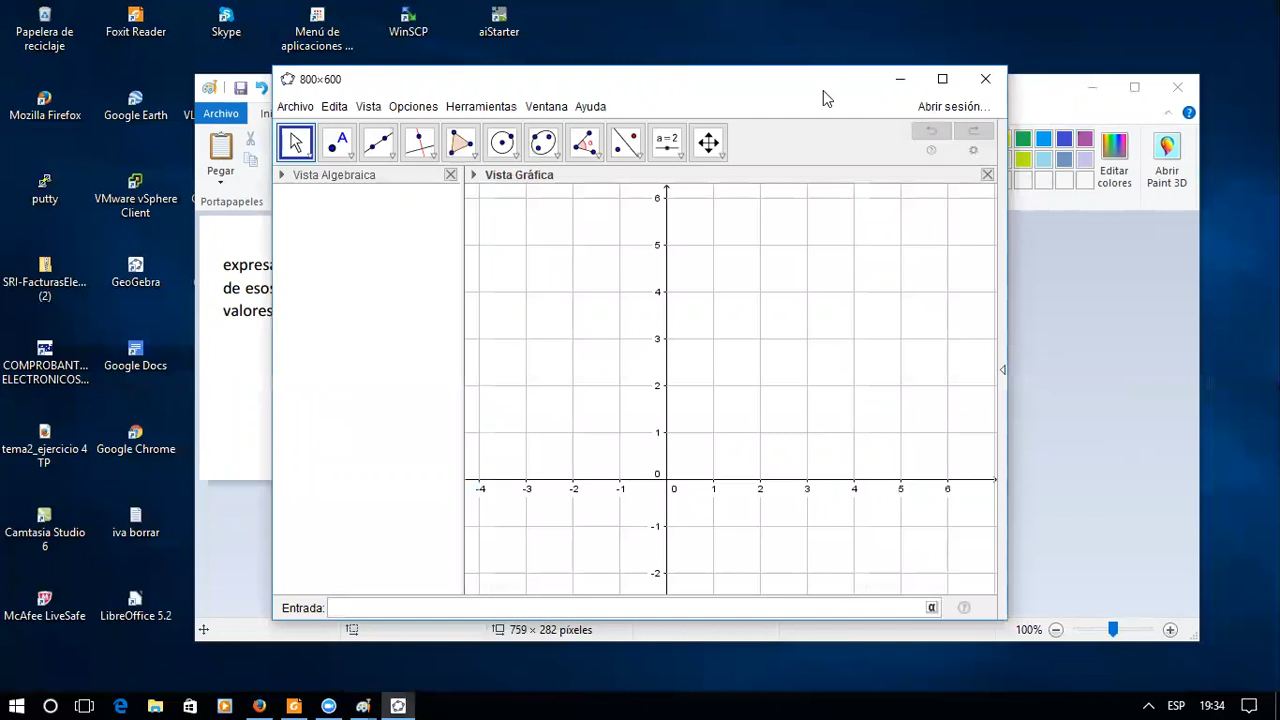 Papelera de
reciclaje
Foxit Reader
Skype
Menú de
aplicaciones ...
WinSCP
aiStarter
Mozilla Firefox
Google Earth
putty
VMware vSphere
Client
SRI-FacturasEle...
(2)
GeoGebra
COMPROBANT...
ELECTRONICOS...
Google Docs
tema2_ejercicio 4
TP
Google Chrome
Camtasia Studio
6
iva borrar
McAfee LiveSafe
LibreOffice 5.2
Archivo
Pegar
Portapapeles
expresa
de esos
valores
Editar
colores
Abrir
Paint 3D
759 × 282 píxeles
100%
800×600
Archivo Edita Vista Opciones Herramientas Ventana Ayuda
Abrir sesión...
A
a=2
Vista Algebraica
Vista Gráfica
6
5
4
3
2
1
0
-4 -3 -2 -1 0 1 2 3 4 5 6
-1
-2
Entrada:
α
ESP 19:34